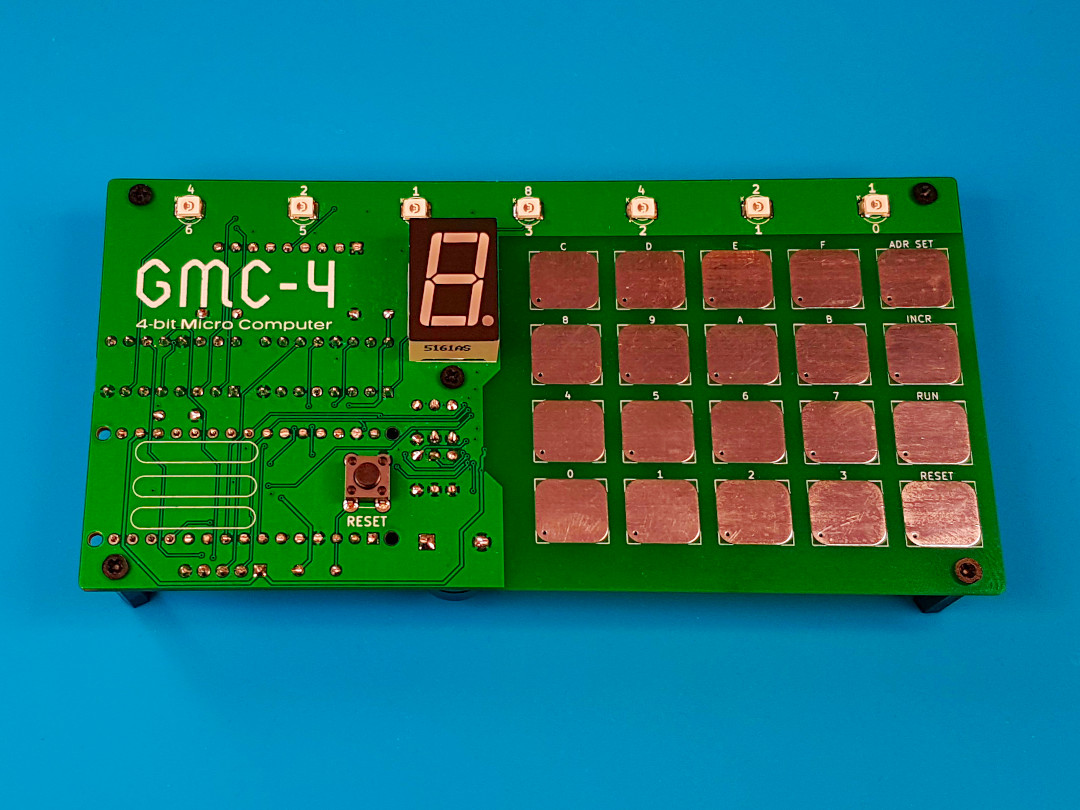 4 2 1 8 4 2 1
6 5 3 2 1 0
GMC-4
4-bit Micro Computer
5161AS
RESET
C D E F ADR SET
8 9 A B INCR
4 5 6 7 RUN
0 1 2 3 RESET